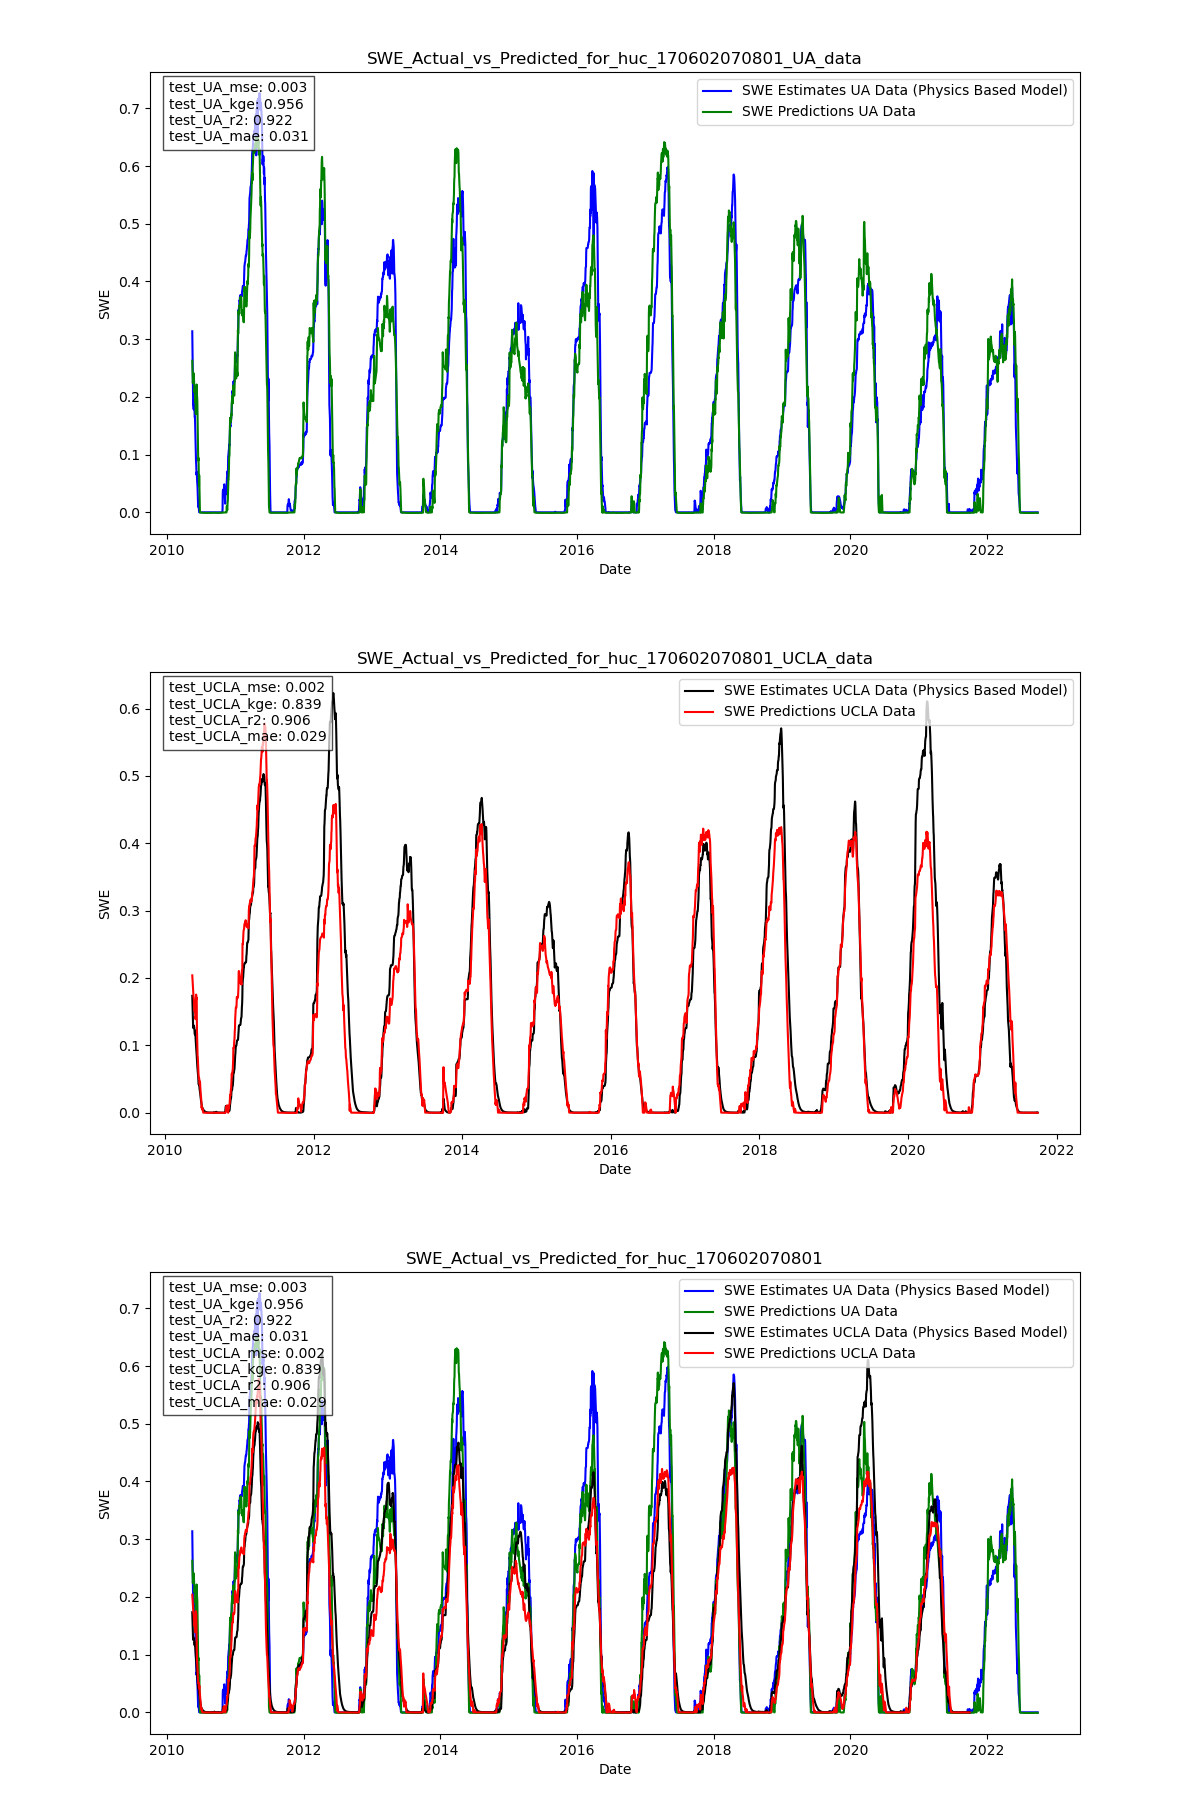 SWE_Actual_vs_Predicted_for_huc_170602070801_UA_data
test_UA_mse: 0.003
test_UA_kge: 0.956
test_UA_r2: 0.922
test_UA_mae: 0.031
SWE Estimates UA Data (Physics Based Model)
SWE Predictions UA Data
0.7
0.6
0.5
0.4
0.3
0.2
0.1
0.0
SWE
2010 2012 2014 2016 2018 2020 2022
Date
SWE_Actual_vs_Predicted_for_huc_170602070801_UCLA_data
test_UCLA_mse: 0.002
test_UCLA_kge: 0.839
test_UCLA_r2: 0.906
test_UCLA_mae: 0.029
SWE Estimates UCLA Data (Physics Based Model)
SWE Predictions UCLA Data
0.6
0.5
0.4
0.3
0.2
0.1
0.0
SWE
2010 2012 2014 2016 2018 2020 2022
Date
SWE_Actual_vs_Predicted_for_huc_170602070801
test_UA_mse: 0.003
test_UA_kge: 0.956
test_UA_r2: 0.922
test_UA_mae: 0.031
test_UCLA_mse: 0.002
test_UCLA_kge: 0.839
test_UCLA_r2: 0.906
test_UCLA_mae: 0.029
SWE Estimates UA Data (Physics Based Model)
SWE Predictions UA Data
SWE Estimates UCLA Data (Physics Based Model)
SWE Predictions UCLA Data
0.7
0.6
0.5
0.4
0.3
0.2
0.1
0.0
SWE
2010 2012 2014 2016 2018 2020 2022
Date